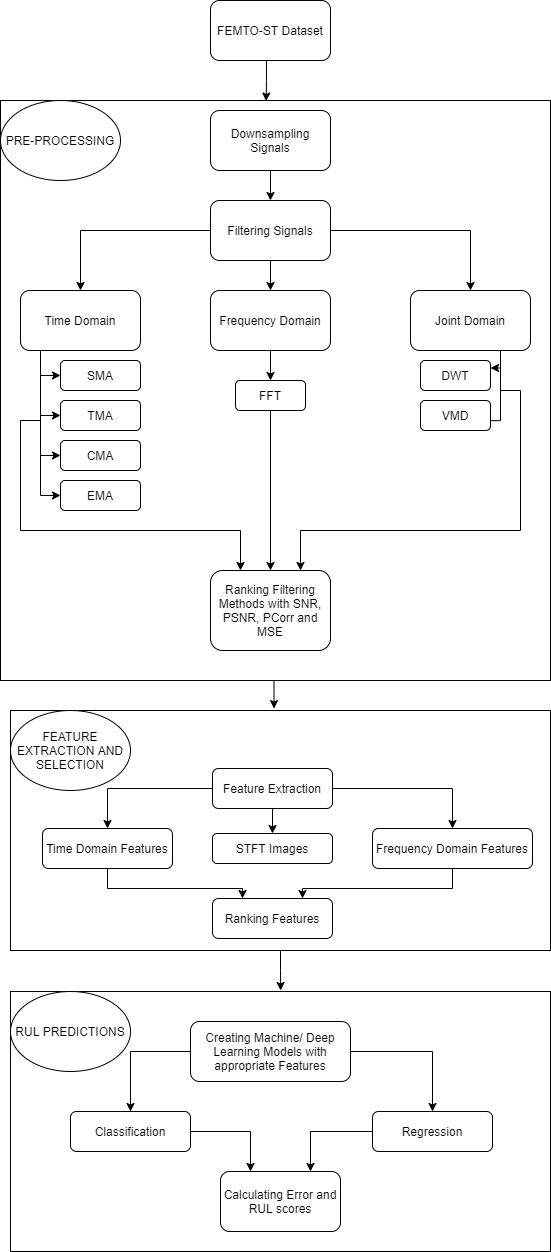 FEMTO-ST Dataset
PRE-PROCESSING
Downsampling
Signals
Filtering Signals
Time Domain
Frequency Domain
Joint Domain
SMA
TMA
CMA
EMA
FFT
DWT
VMD
Ranking Filtering
Methods with SNR,
PSNR, PCorr and
MSE
FEATURE
EXTRACTION AND
SELECTION
Feature Extraction
Time Domain Features
STFT Images
Frequency Domain Features
Ranking Features
RUL PREDICTIONS
Creating Machine/ Deep
Learning Models with
appropriate Features
Classification
Regression
Calculating Error and
RUL scores